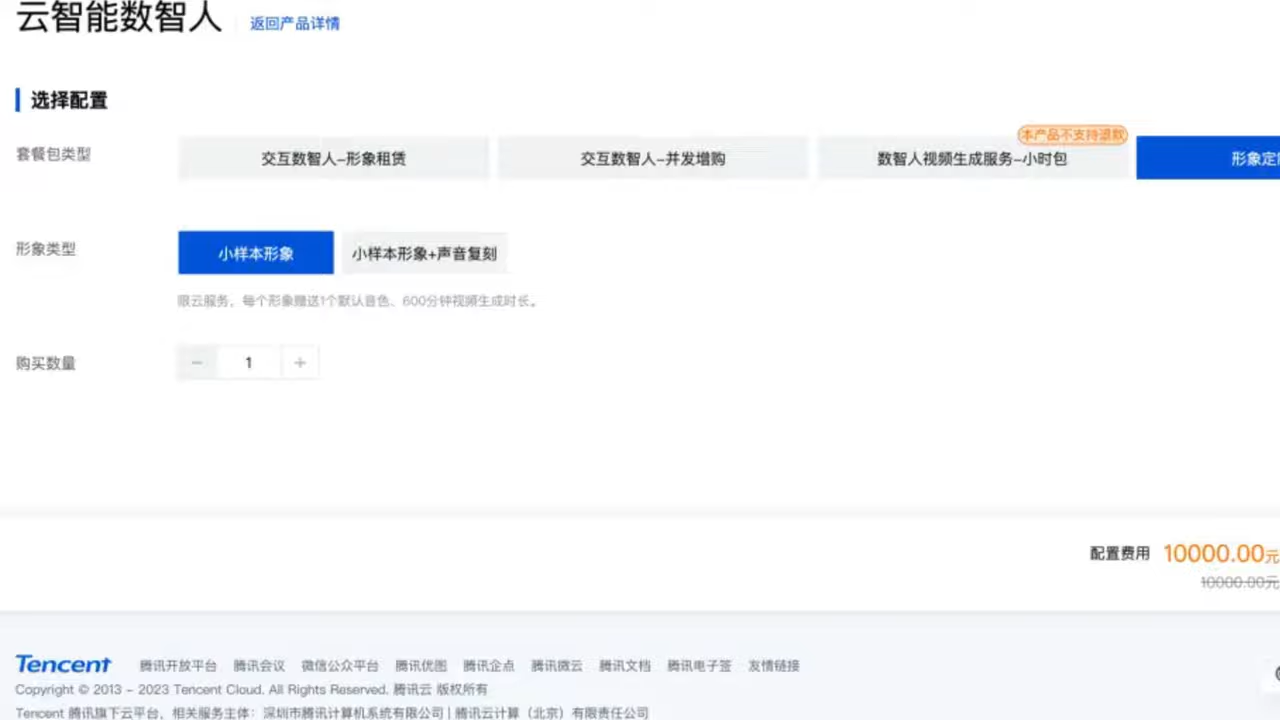 云智能数智人 返回产品详情
选择配置
本产品不支持退款
套餐包类型 交互数智人-形象租赁 交互数智人-并发增购 数智人视频生成服务-小时包 形象定制
形象类型 小样本形象 小样本形象+声音复刻
限云服务，每个形象赠送1个默认音色、600分钟视频生成时长。
购买数量 - 1 +
配置费用 10000.00元
10000.00元
Tencent 腾讯开放平台 腾讯会议 微信公众平台 腾讯优图 腾讯企点 腾讯微云 腾讯文档 腾讯电子签 友情链接
Copyright © 2013 - 2023 Tencent Cloud. All Rights Reserved. 腾讯云 版权所有
Tencent 腾讯旗下云平台，相关服务主体：深圳市腾讯计算机系统有限公司 | 腾讯云计算（北京）有限责任公司